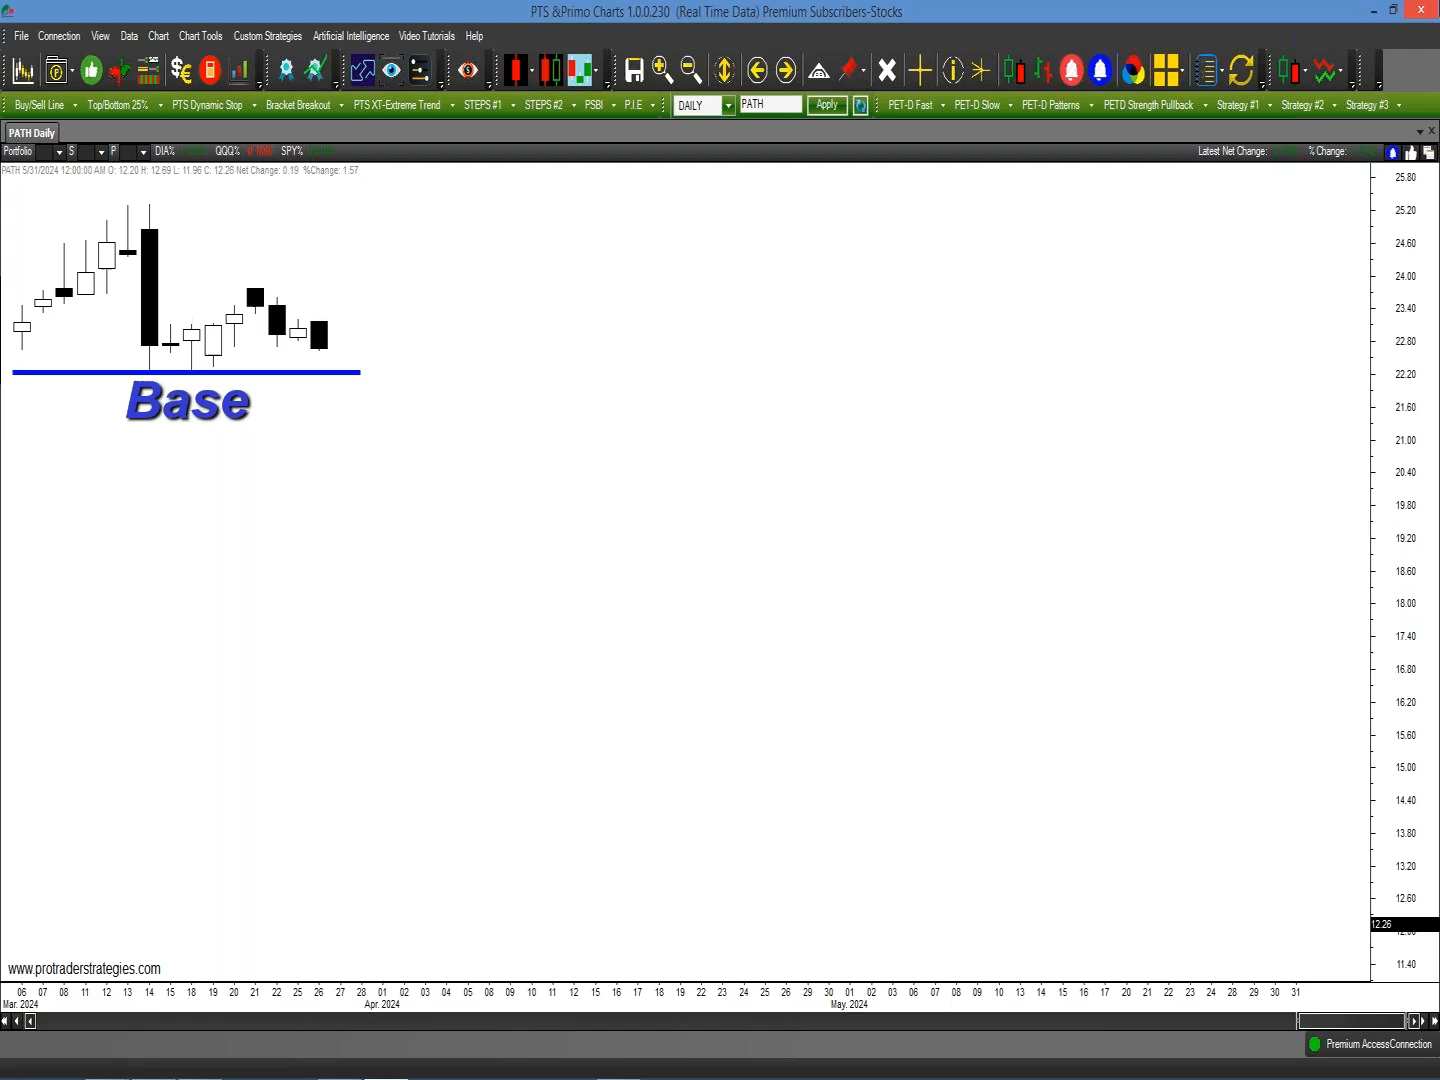 PTS &Primo Charts 1.0.0.230 (Real Time Data) Premium Subscribers-Stocks
File Connection View Data Chart Chart Tools Custom Strategies Artificial Intelligence Video Tutorials Help
Buy/Sell Line Top/Bottom 25% PTS Dynamic Stop Bracket Breakout PTS XT-Extreme Trend STEPS #1 STEPS #2 PSBI P.I.E DAILY PATH Apply PET-D Fast PET-D Slow PET-D Patterns PETD Strength Pullback Strategy #1 Strategy #2 Strategy #3
PATH Daily
Portfolio S P DIA% QQQ% SPY% Latest Net Change: % Change:
PATH 5/31/2024 12:00:00 AM O: 12.20 H: 12.69 L: 11.96 C: 12.26 Net Change: 0.19 %Change: 1.57
25.80
25.20
24.60
24.00
23.40
22.80
22.20
Base
21.60
21.00
20.40
19.80
19.20
18.60
18.00
17.40
16.80
16.20
15.60
15.00
14.40
13.80
13.20
12.60
12.26
11.40
www.protraderstrategies.com
06 07 08 11 12 13 14 15 18 19 20 21 22 25 26 27 28 01 02 03 04 05 08 09 10 11 12 15 16 17 18 19 22 23 24 25 26 29 30 01 02 03 06 07 08 09 10 13 14 15 16 17 20 21 22 23 24 28 29 30 31
Mar. 2024 Apr. 2024 May. 2024
Premium AccessConnection